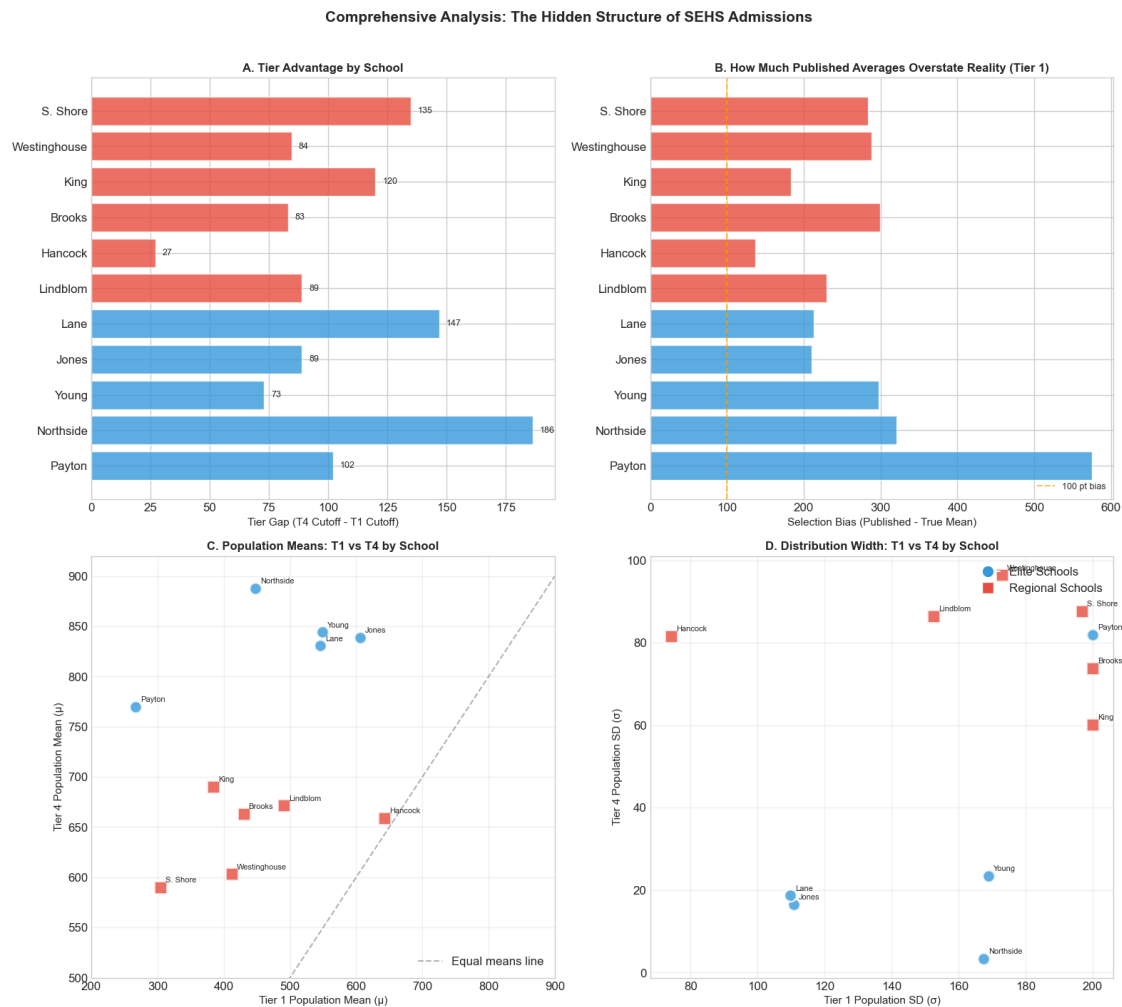 Comprehensive Analysis: The Hidden Structure of SEHS Admissions
A. Tier Advantage by School
S. Shore
135
Westinghouse
84
King
120
Brooks
83
Hancock
27
Lindblom
89
Lane
147
Jones
89
Young
73
Northside
186
Payton
102
0 25 50 75 100 125 150 175
Tier Gap (T4 Cutoff - T1 Cutoff)
B. How Much Published Averages Overstate Reality (Tier 1)
S. Shore
Westinghouse
King
Brooks
Hancock
Lindblom
Lane
Jones
Young
Northside
Payton
100 pt bias
0 100 200 300 400 500 600
Selection Bias (Published - True Mean)
C. Population Means: T1 vs T4 by School
Tier 4 Population Mean (μ)
900
850
800
750
700
650
600
550
500
Northside
Young
Jones
Lane
Payton
King
Lindblom
Brooks
Hancock
Westinghouse
S. Shore
Equal means line
200 300 400 500 600 700 800 900
Tier 1 Population Mean (μ)
D. Distribution Width: T1 vs T4 by School
Tier 4 Population SD (σ)
100
80
60
40
20
0
Westinghouse
Elite Schools
Regional Schools
S. Shore
Lindblom
Hancock
Payton
Brooks
King
Young
Lane
Jones
Northside
80 100 120 140 160 180 200
Tier 1 Population SD (σ)